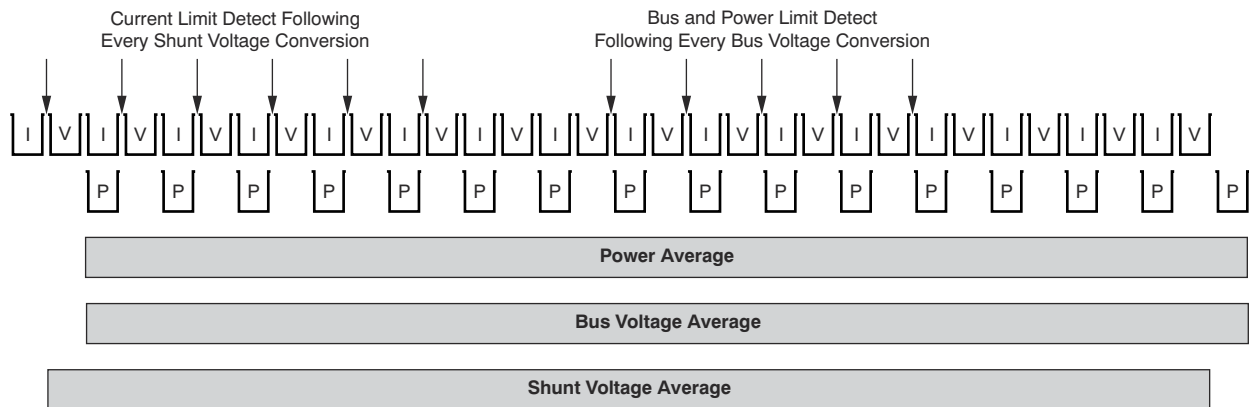 Current Limit Detect Following
Every Shunt Voltage Conversion
Bus and Power Limit Detect
Following Every Bus Voltage Conversion
I V I V I V I V I V I V I V I V I V I V I V I V I V I V I V I V
P P P P P P P P P P P P P P P P
Power Average
Bus Voltage Average
Shunt Voltage Average